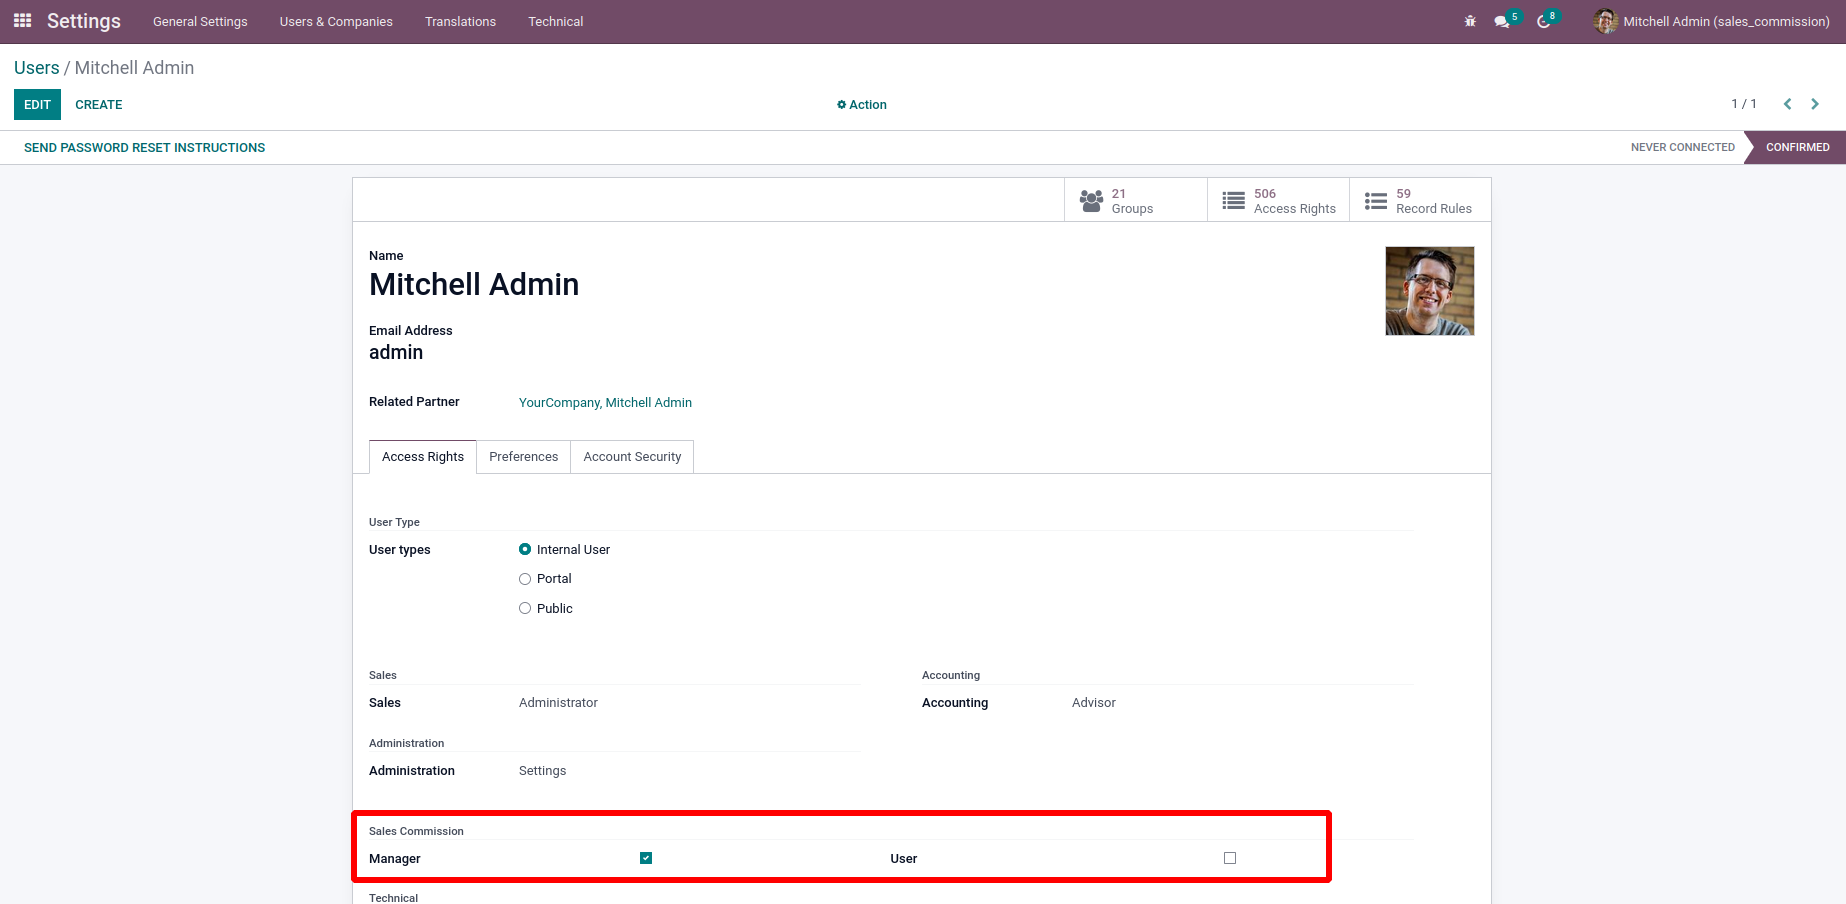 Settings General Settings Users & Companies Translations Technical 5 8 Mitchell Admin (sales_commission)
Users / Mitchell Admin
EDIT CREATE Action 1 / 1
SEND PASSWORD RESET INSTRUCTIONS NEVER CONNECTED CONFIRMED
21 506 59
Groups Access Rights Record Rules
Name
Mitchell Admin
Email Address
admin
Related Partner YourCompany, Mitchell Admin
Access Rights Preferences Account Security
User Type
User types Internal User
Portal
Public
Sales Accounting
Sales Administrator Accounting Advisor
Administration
Administration Settings
Sales Commission
Manager User
Technical